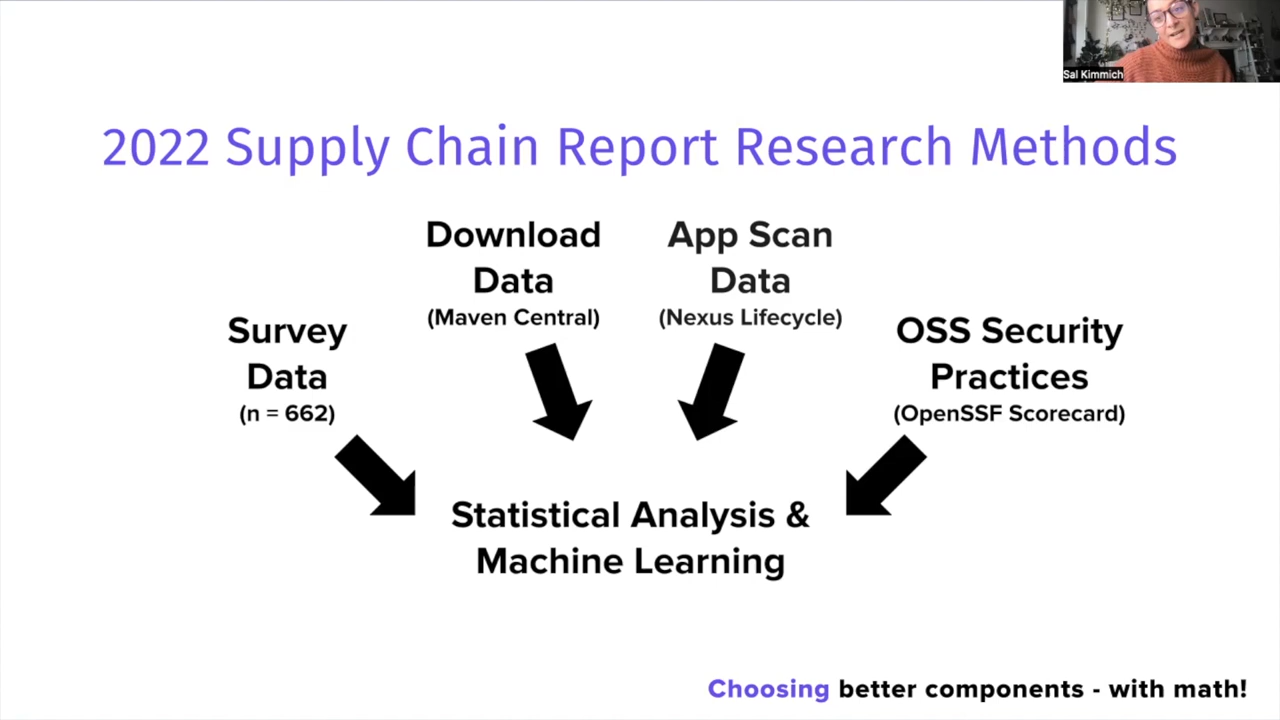 Sal Kimmich
2022 Supply Chain Report Research Methods
Download
Data
(Maven Central)
App Scan
Data
(Nexus Lifecycle)
Survey
Data
(n = 662)
OSS Security
Practices
(OpenSSF Scorecard)
Statistical Analysis &
Machine Learning
Choosing better components - with math!